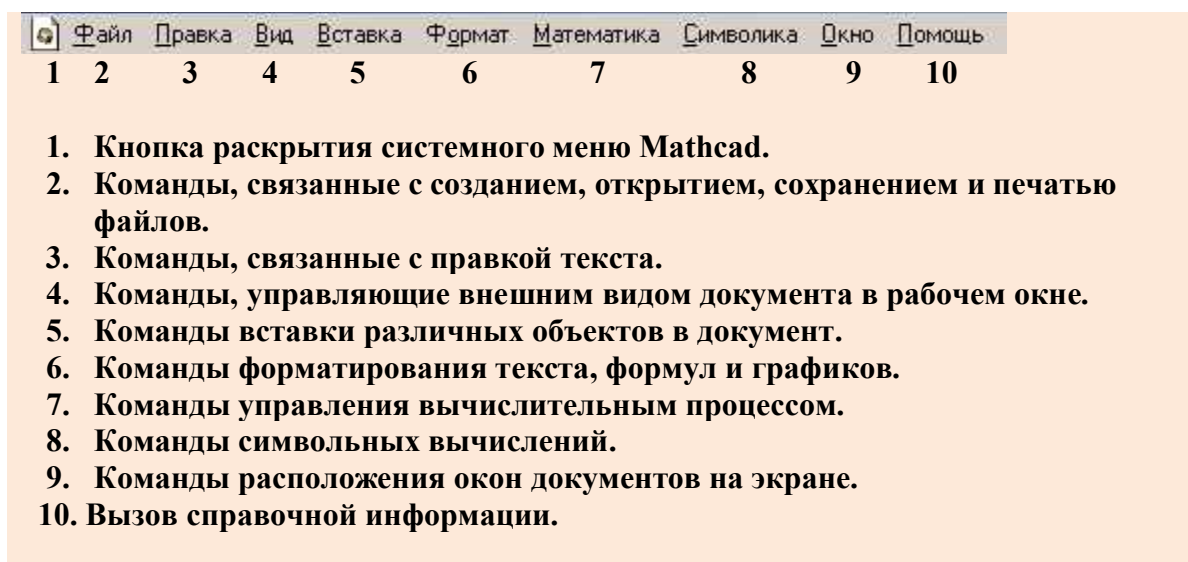 Файл Правка Вид Вставка Формат Математика Символика Окно Помощь
1 2 3 4 5 6 7 8 9 10
1. Кнопка раскрытия системного меню Mathcad.
2. Команды, связанные с созданием, открытием, сохранением и печатью
файлов.
3. Команды, связанные с правкой текста.
4. Команды, управляющие внешним видом документа в рабочем окне.
5. Команды вставки различных объектов в документ.
6. Команды форматирования текста, формул и графиков.
7. Команды управления вычислительным процессом.
8. Команды символьных вычислений.
9. Команды расположения окон документов на экране.
10. Вызов справочной информации.